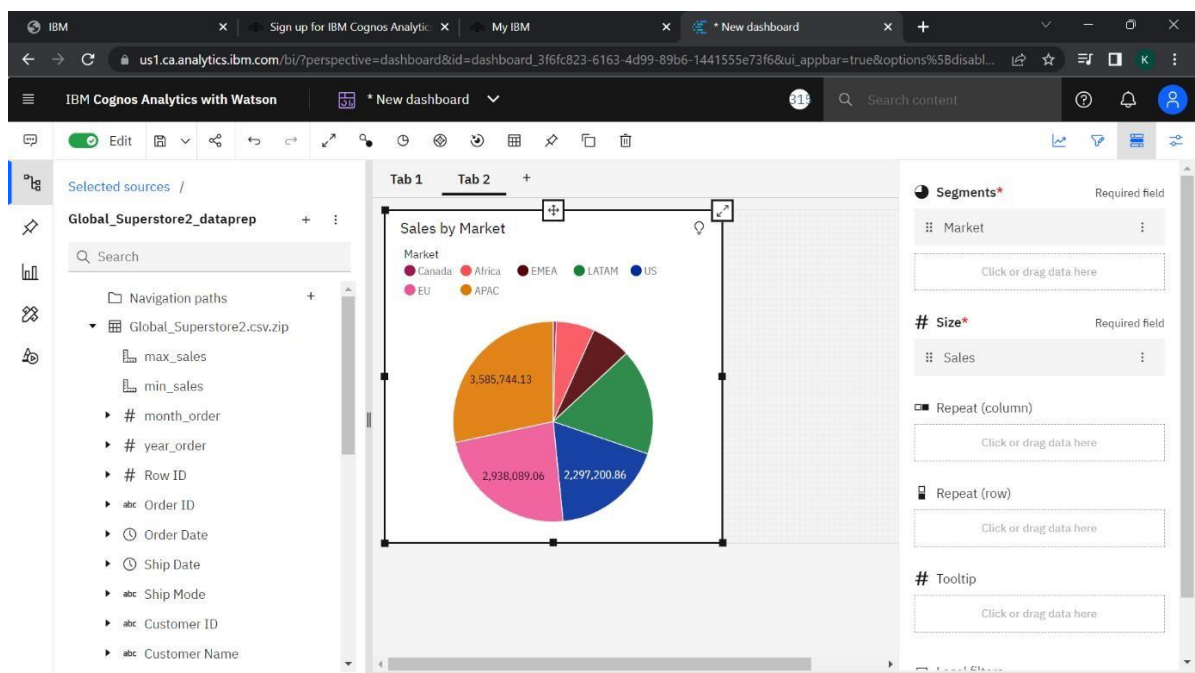 IBM
Sign up for IBM Cognos Analytic
My IBM
* New dashboard
us1.ca.analytics.ibm.com/bi/?perspective=dashboard&id=dashboard_3f6fc823-6163-4d99-89b6-1441555e73f6&ui_appbar=true&options%5Bdisabl...
K
IBM Cognos Analytics with Watson
* New dashboard
Search content
Edit
Selected sources /
Global_Superstore2_dataprep
Search
Navigation paths
Global_Superstore2.csv.zip
max_sales
min_sales
# month_order
# year_order
# Row ID
abc Order ID
Order Date
Ship Date
abc Ship Mode
abc Customer ID
abc Customer Name
Tab 1 Tab 2 +
Sales by Market
Market
Canada Africa EMEA LATAM US
EU APAC
3,585,744.13
2,938,089.06 2,297,200.86
Segments* Required field
Market
Click or drag data here
# Size* Required field
Sales
Repeat (column)
Click or drag data here
Repeat (row)
Click or drag data here
# Tooltip
Click or drag data here